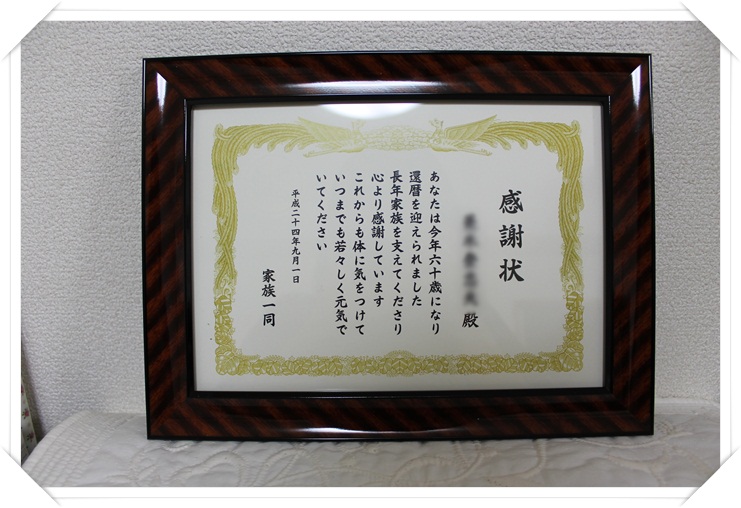 感謝状
殿
あなたは今年六十歳になり
還暦を迎えられました
長年家族を支えてくださり
心より感謝しています
これからも体に気をつけて
いつまでも若々しく元気で
いてください
平成二十四年九月一日
家族一同